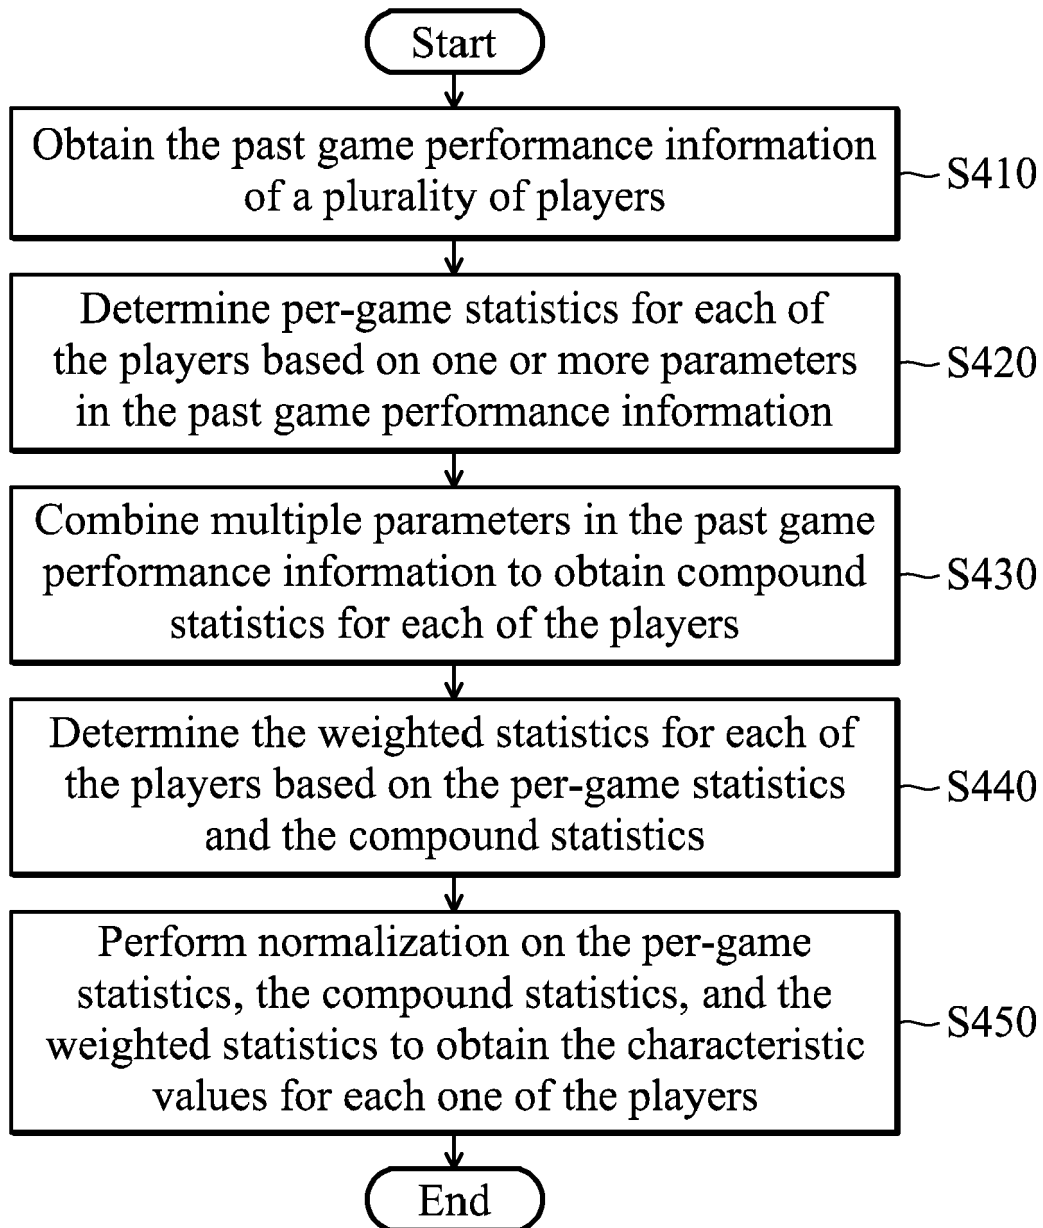 Start
Obtain the past game performance information
of a plurality of players
S410
Determine per-game statistics for each of
the players based on one or more parameters
in the past game performance information
S420
Combine multiple parameters in the past game
performance information to obtain compound
statistics for each of the players
S430
Determine the weighted statistics for each of
the players based on the per-game statistics
and the compound statistics
S440
Perform normalization on the per-game
statistics, the compound statistics, and the
weighted statistics to obtain the characteristic
values for each one of the players
S450
End